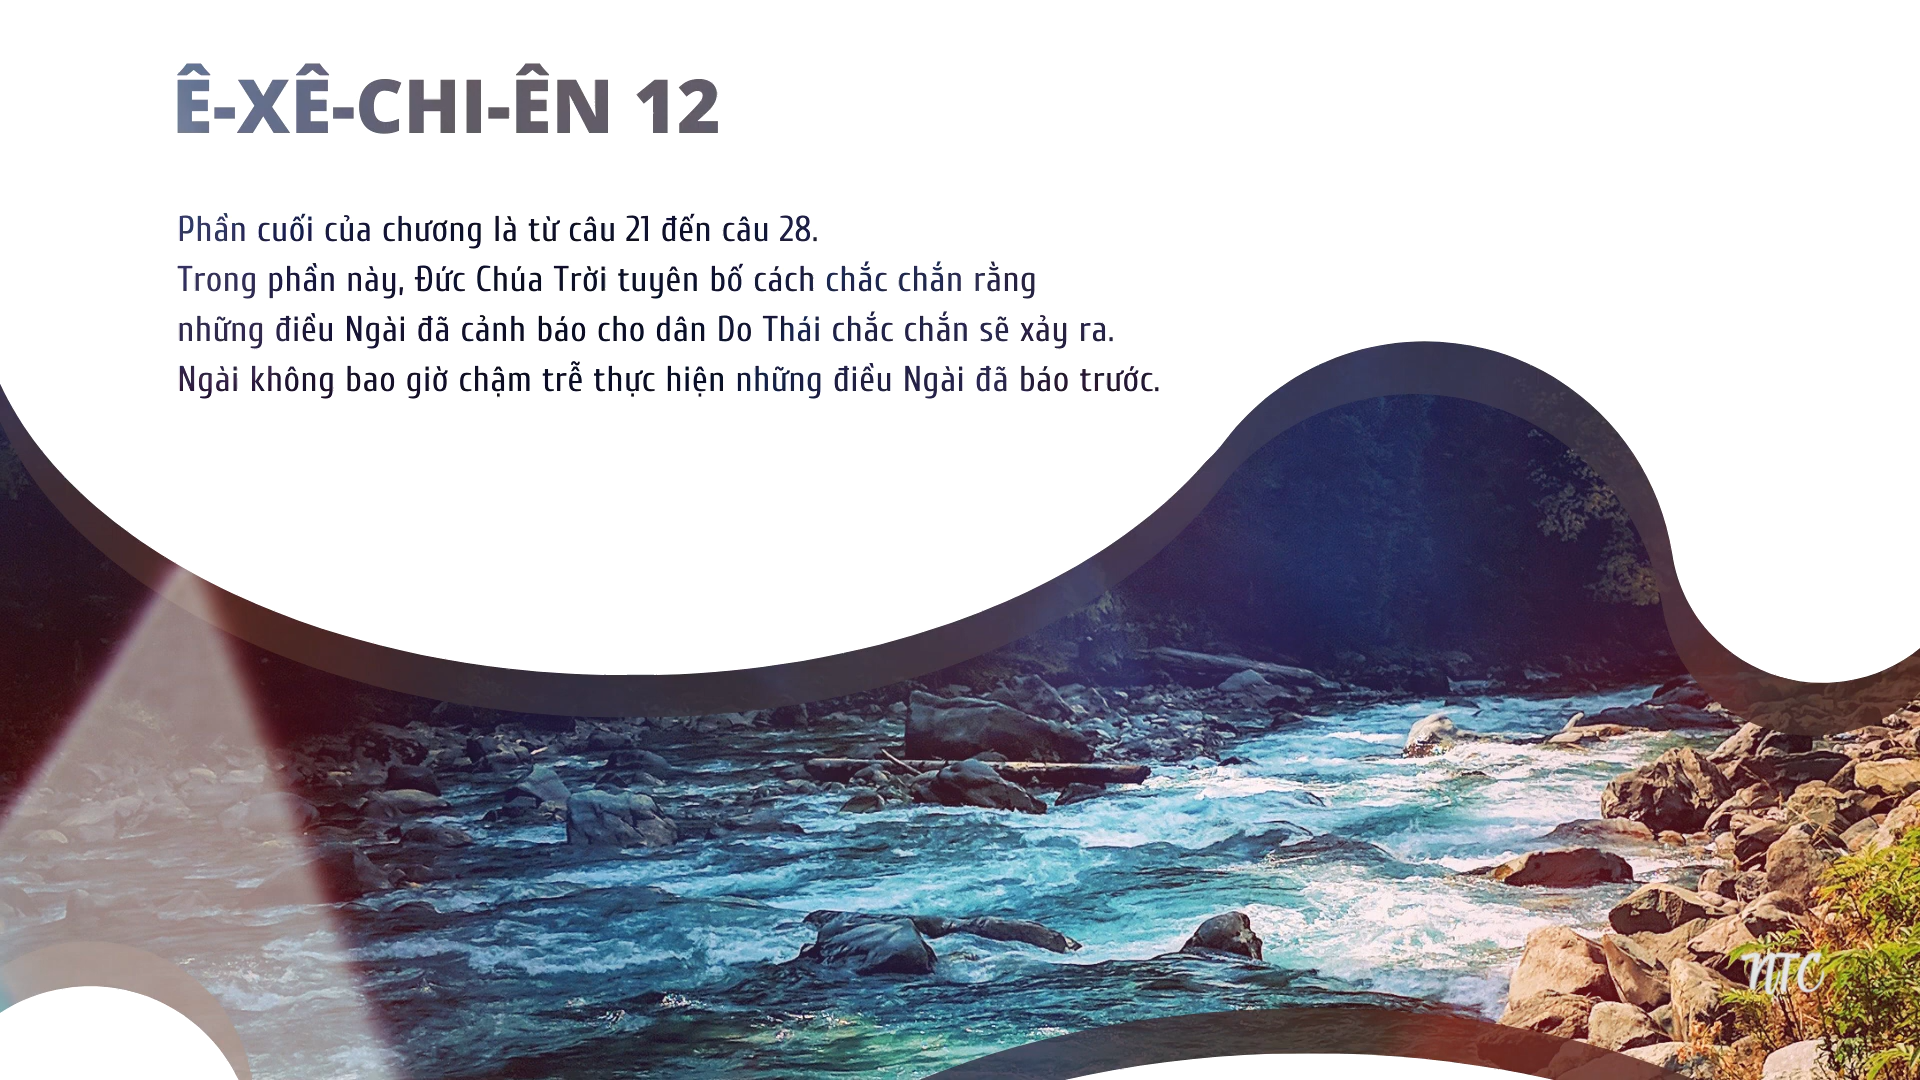 Ê-XÊ-CHI-ÊN 12
Phần cuối của chương là từ câu 21 đến câu 28.
Trong phần này, Đức Chúa Trời tuyên bố cách chắc chắn rằng
những điều Ngài đã cảnh báo cho dân Do Thái chắc chắn sẽ xảy ra.
Ngài không bao giờ chậm trễ thực hiện những điều Ngài đã báo trước.
NTC